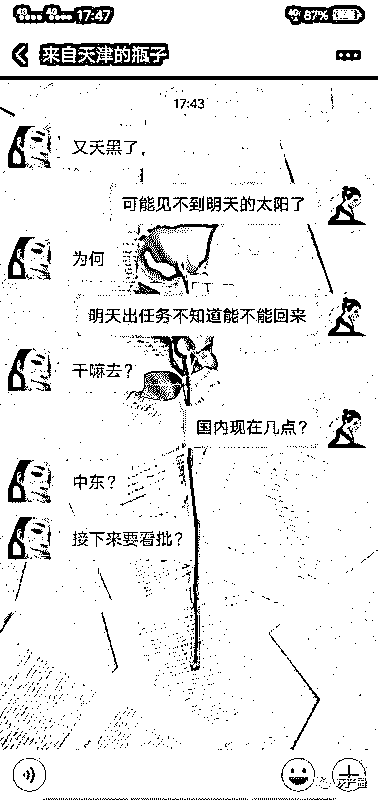 17:47
87%
来自天津的瓶子
17:43
又天黑了,
可能见不到明天的太阳了
为何
明天出任务不知道能不能回来
干嘛去?
国内现在几点?
中东?
接下来要看批?